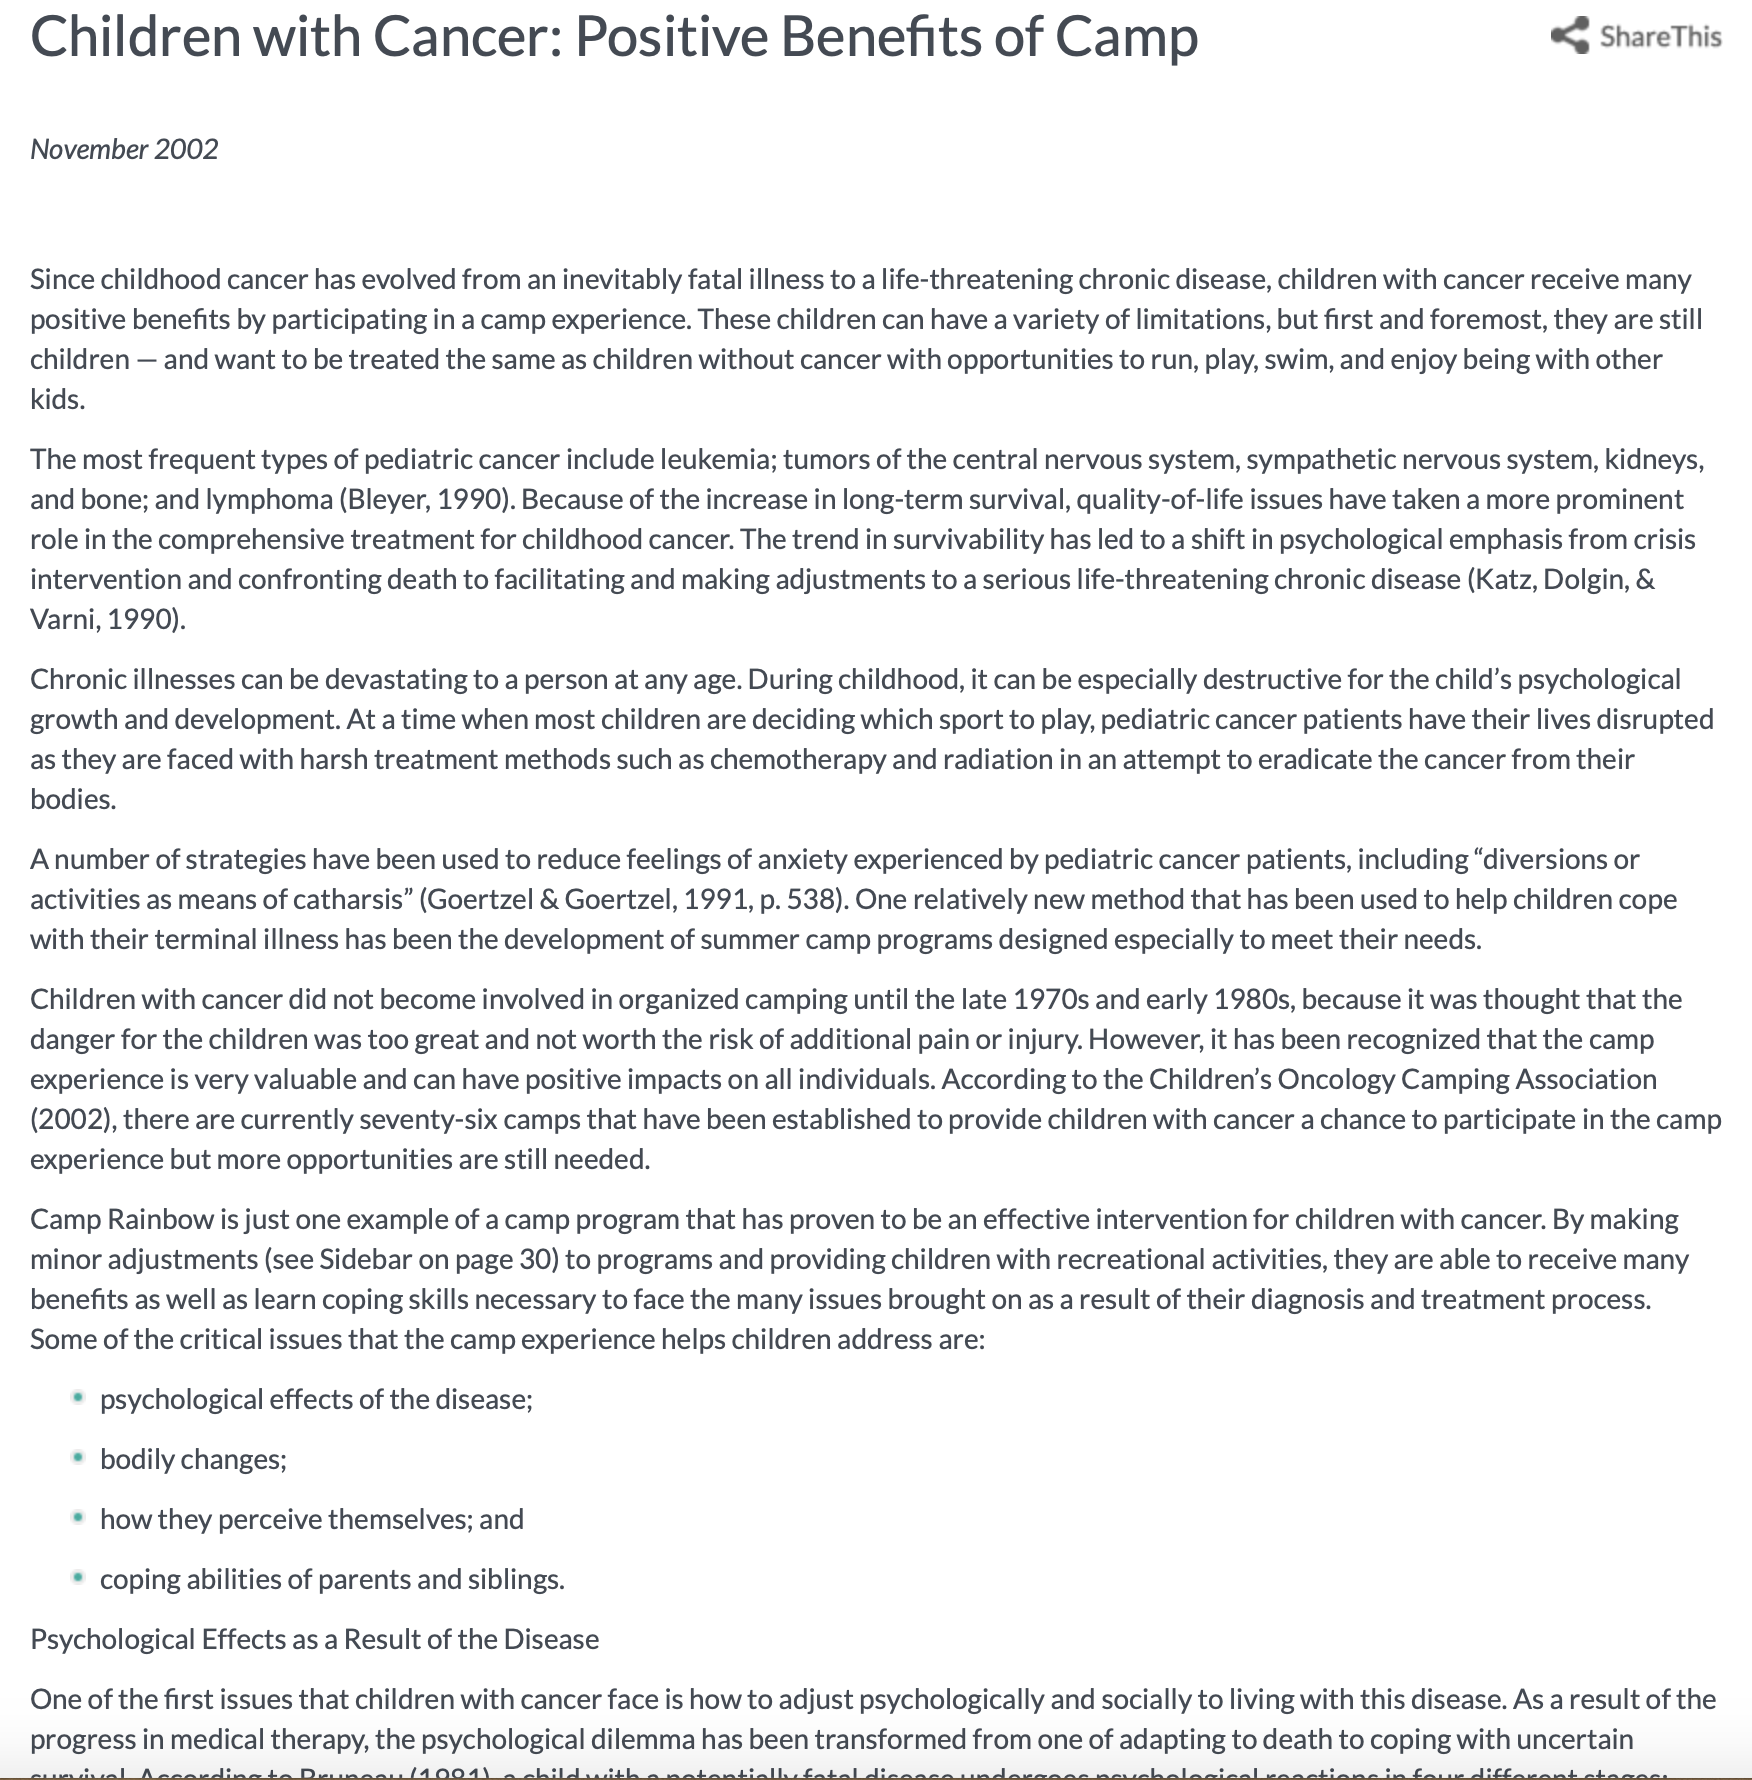 Children with Cancer: Positive Benefits of Camp
ShareThis
November 2002
Since childhood cancer has evolved from an inevitably fatal illness to a life-threatening chronic disease, children with cancer receive many
positive benefits by participating in a camp experience. These children can have a variety of limitations, but first and foremost, they are still
children — and want to be treated the same as children without cancer with opportunities to run, play, swim, and enjoy being with other
kids.
The most frequent types of pediatric cancer include leukemia; tumors of the central nervous system, sympathetic nervous system, kidneys,
and bone; and lymphoma (Bleyer, 1990). Because of the increase in long-term survival, quality-of-life issues have taken a more prominent
role in the comprehensive treatment for childhood cancer. The trend in survivability has led to a shift in psychological emphasis from crisis
intervention and confronting death to facilitating and making adjustments to a serious life-threatening chronic disease (Katz, Dolgin, &
Varni, 1990).
Chronic illnesses can be devastating to a person at any age. During childhood, it can be especially destructive for the child’s psychological
growth and development. At a time when most children are deciding which sport to play, pediatric cancer patients have their lives disrupted
as they are faced with harsh treatment methods such as chemotherapy and radiation in an attempt to eradicate the cancer from their
bodies.
A number of strategies have been used to reduce feelings of anxiety experienced by pediatric cancer patients, including “diversions or
activities as means of catharsis” (Goertzel & Goertzel, 1991, p. 538). One relatively new method that has been used to help children cope
with their terminal illness has been the development of summer camp programs designed especially to meet their needs.
Children with cancer did not become involved in organized camping until the late 1970s and early 1980s, because it was thought that the
danger for the children was too great and not worth the risk of additional pain or injury. However, it has been recognized that the camp
experience is very valuable and can have positive impacts on all individuals. According to the Children’s Oncology Camping Association
(2002), there are currently seventy-six camps that have been established to provide children with cancer a chance to participate in the camp
experience but more opportunities are still needed.
Camp Rainbow is just one example of a camp program that has proven to be an effective intervention for children with cancer. By making
minor adjustments (see Sidebar on page 30) to programs and providing children with recreational activities, they are able to receive many
benefits as well as learn coping skills necessary to face the many issues brought on as a result of their diagnosis and treatment process.
Some of the critical issues that the camp experience helps children address are:
psychological effects of the disease;
bodily changes;
how they perceive themselves; and
coping abilities of parents and siblings.
Psychological Effects as a Result of the Disease
One of the first issues that children with cancer face is how to adjust psychologically and socially to living with this disease. As a result of the
progress in medical therapy, the psychological dilemma has been transformed from one of adapting to death to coping with uncertain
survival. According to Bruneau (1981), a child with a potentially fatal disease undergoes psychological reactions in four different stages: